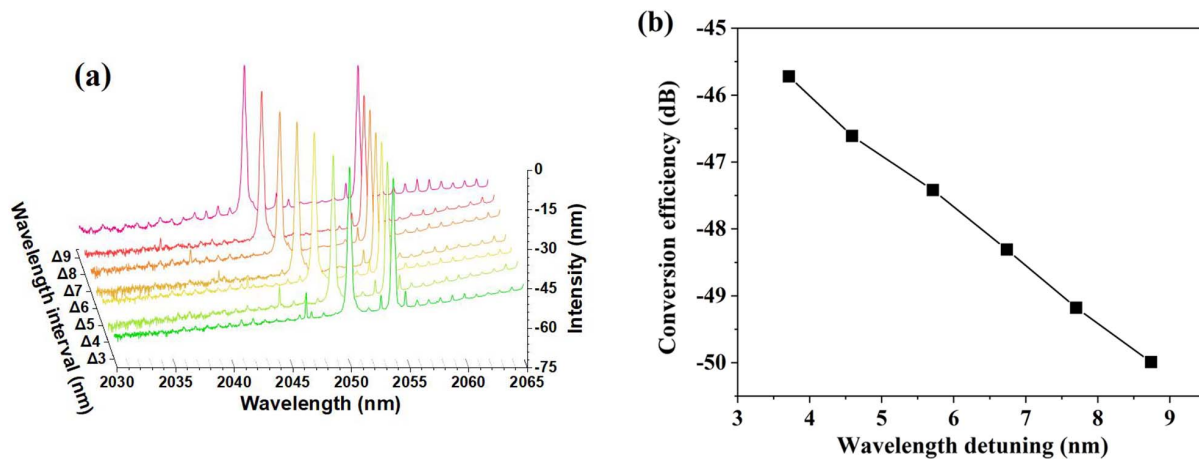 (a)
0
-15
-30
-45
-60
-75
Intensity (nm)
Δ9
Δ8
Δ7
Δ6
Δ5
Δ4
Δ3
Wavelength interval (nm)
2030 2035 2040 2045 2050 2055 2060 2065
Wavelength (nm)
(b)
-45
-46
-47
-48
-49
-50
Conversion efficiency (dB)
3 4 5 6 7 8 9
Wavelength detuning (nm)